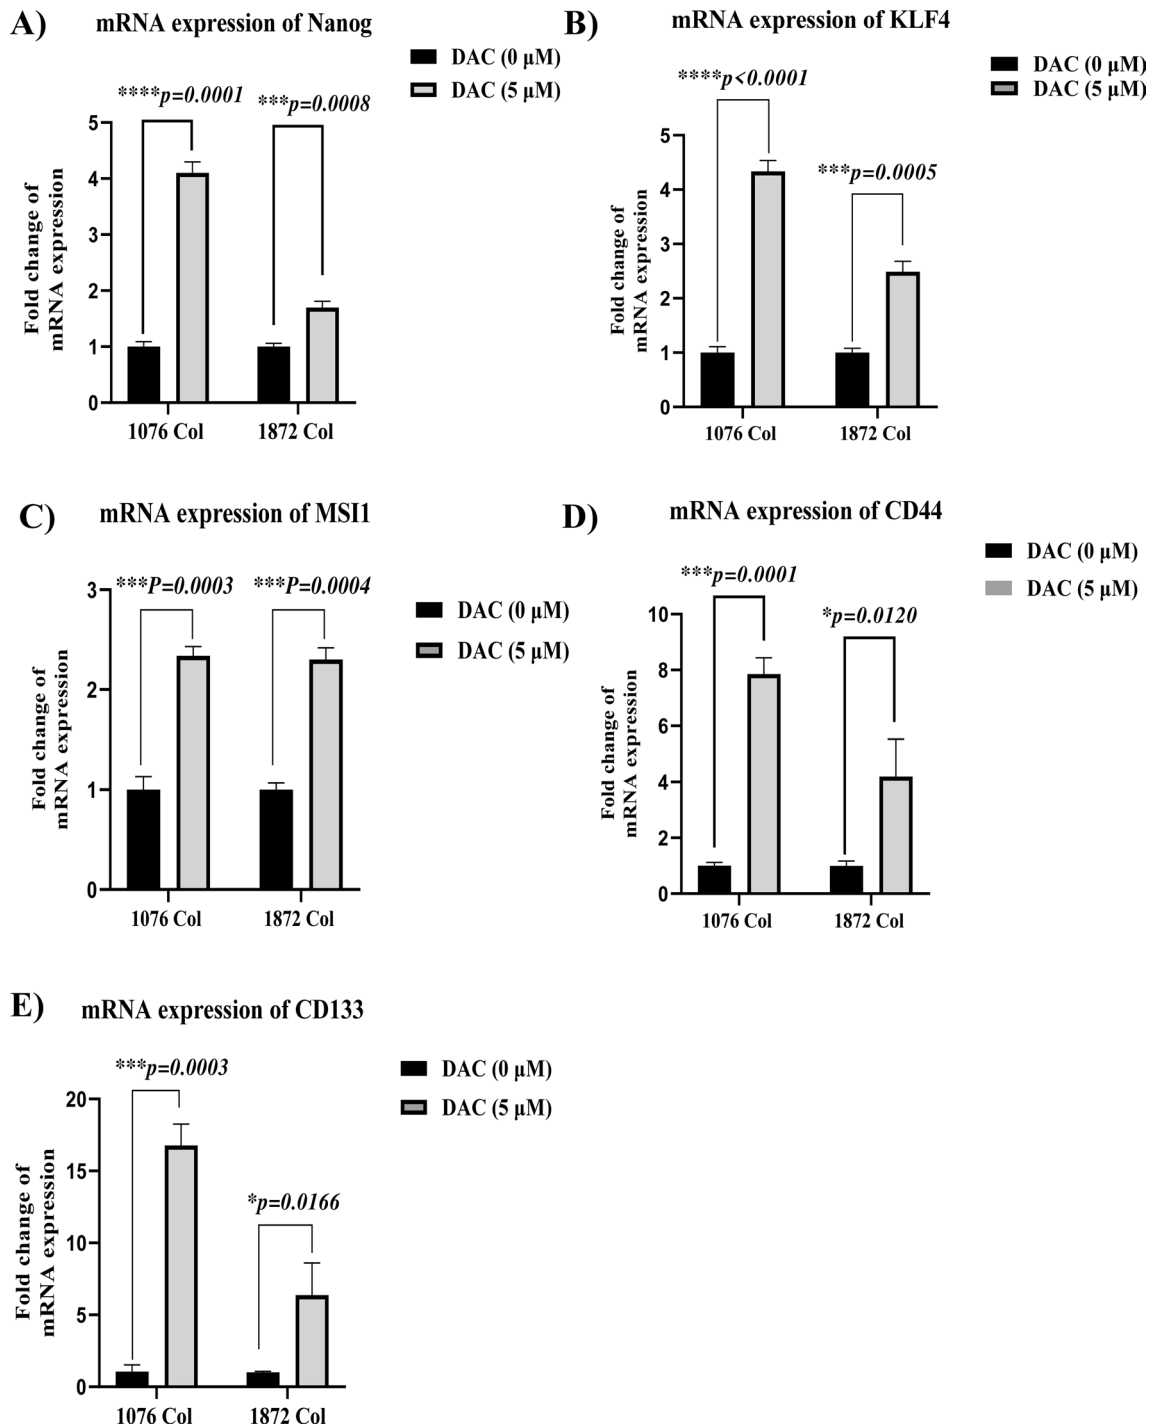 A)
mRNA expression of Nanog
DAC (0 µM)
DAC (5 µM)
****p=0.0001
***p=0.0008
Fold change of
mRNA expression
5
4
3
2
1
0
1076 Col
1872 Col
B)
mRNA expression of KLF4
DAC (0 µM)
DAC (5 µM)
****p<0.0001
***p=0.0005
Fold change of
mRNA expression
5
4
3
2
1
0
1076 Col
1872 Col
C)
mRNA expression of MSI1
DAC (0 µM)
DAC (5 µM)
***P=0.0003
***P=0.0004
Fold change of
mRNA expression
3
2
1
0
1076 Col
1872 Col
D)
mRNA expression of CD44
DAC (0 µM)
DAC (5 µM)
***p=0.0001
*p=0.0120
Fold change of
mRNA expression
10
8
6
4
2
0
1076 Col
1872 Col
E)
mRNA expression of CD133
DAC (0 µM)
DAC (5 µM)
***p=0.0003
*p=0.0166
Fold change of
mRNA expression
20
15
10
5
0
1076 Col
1872 Col